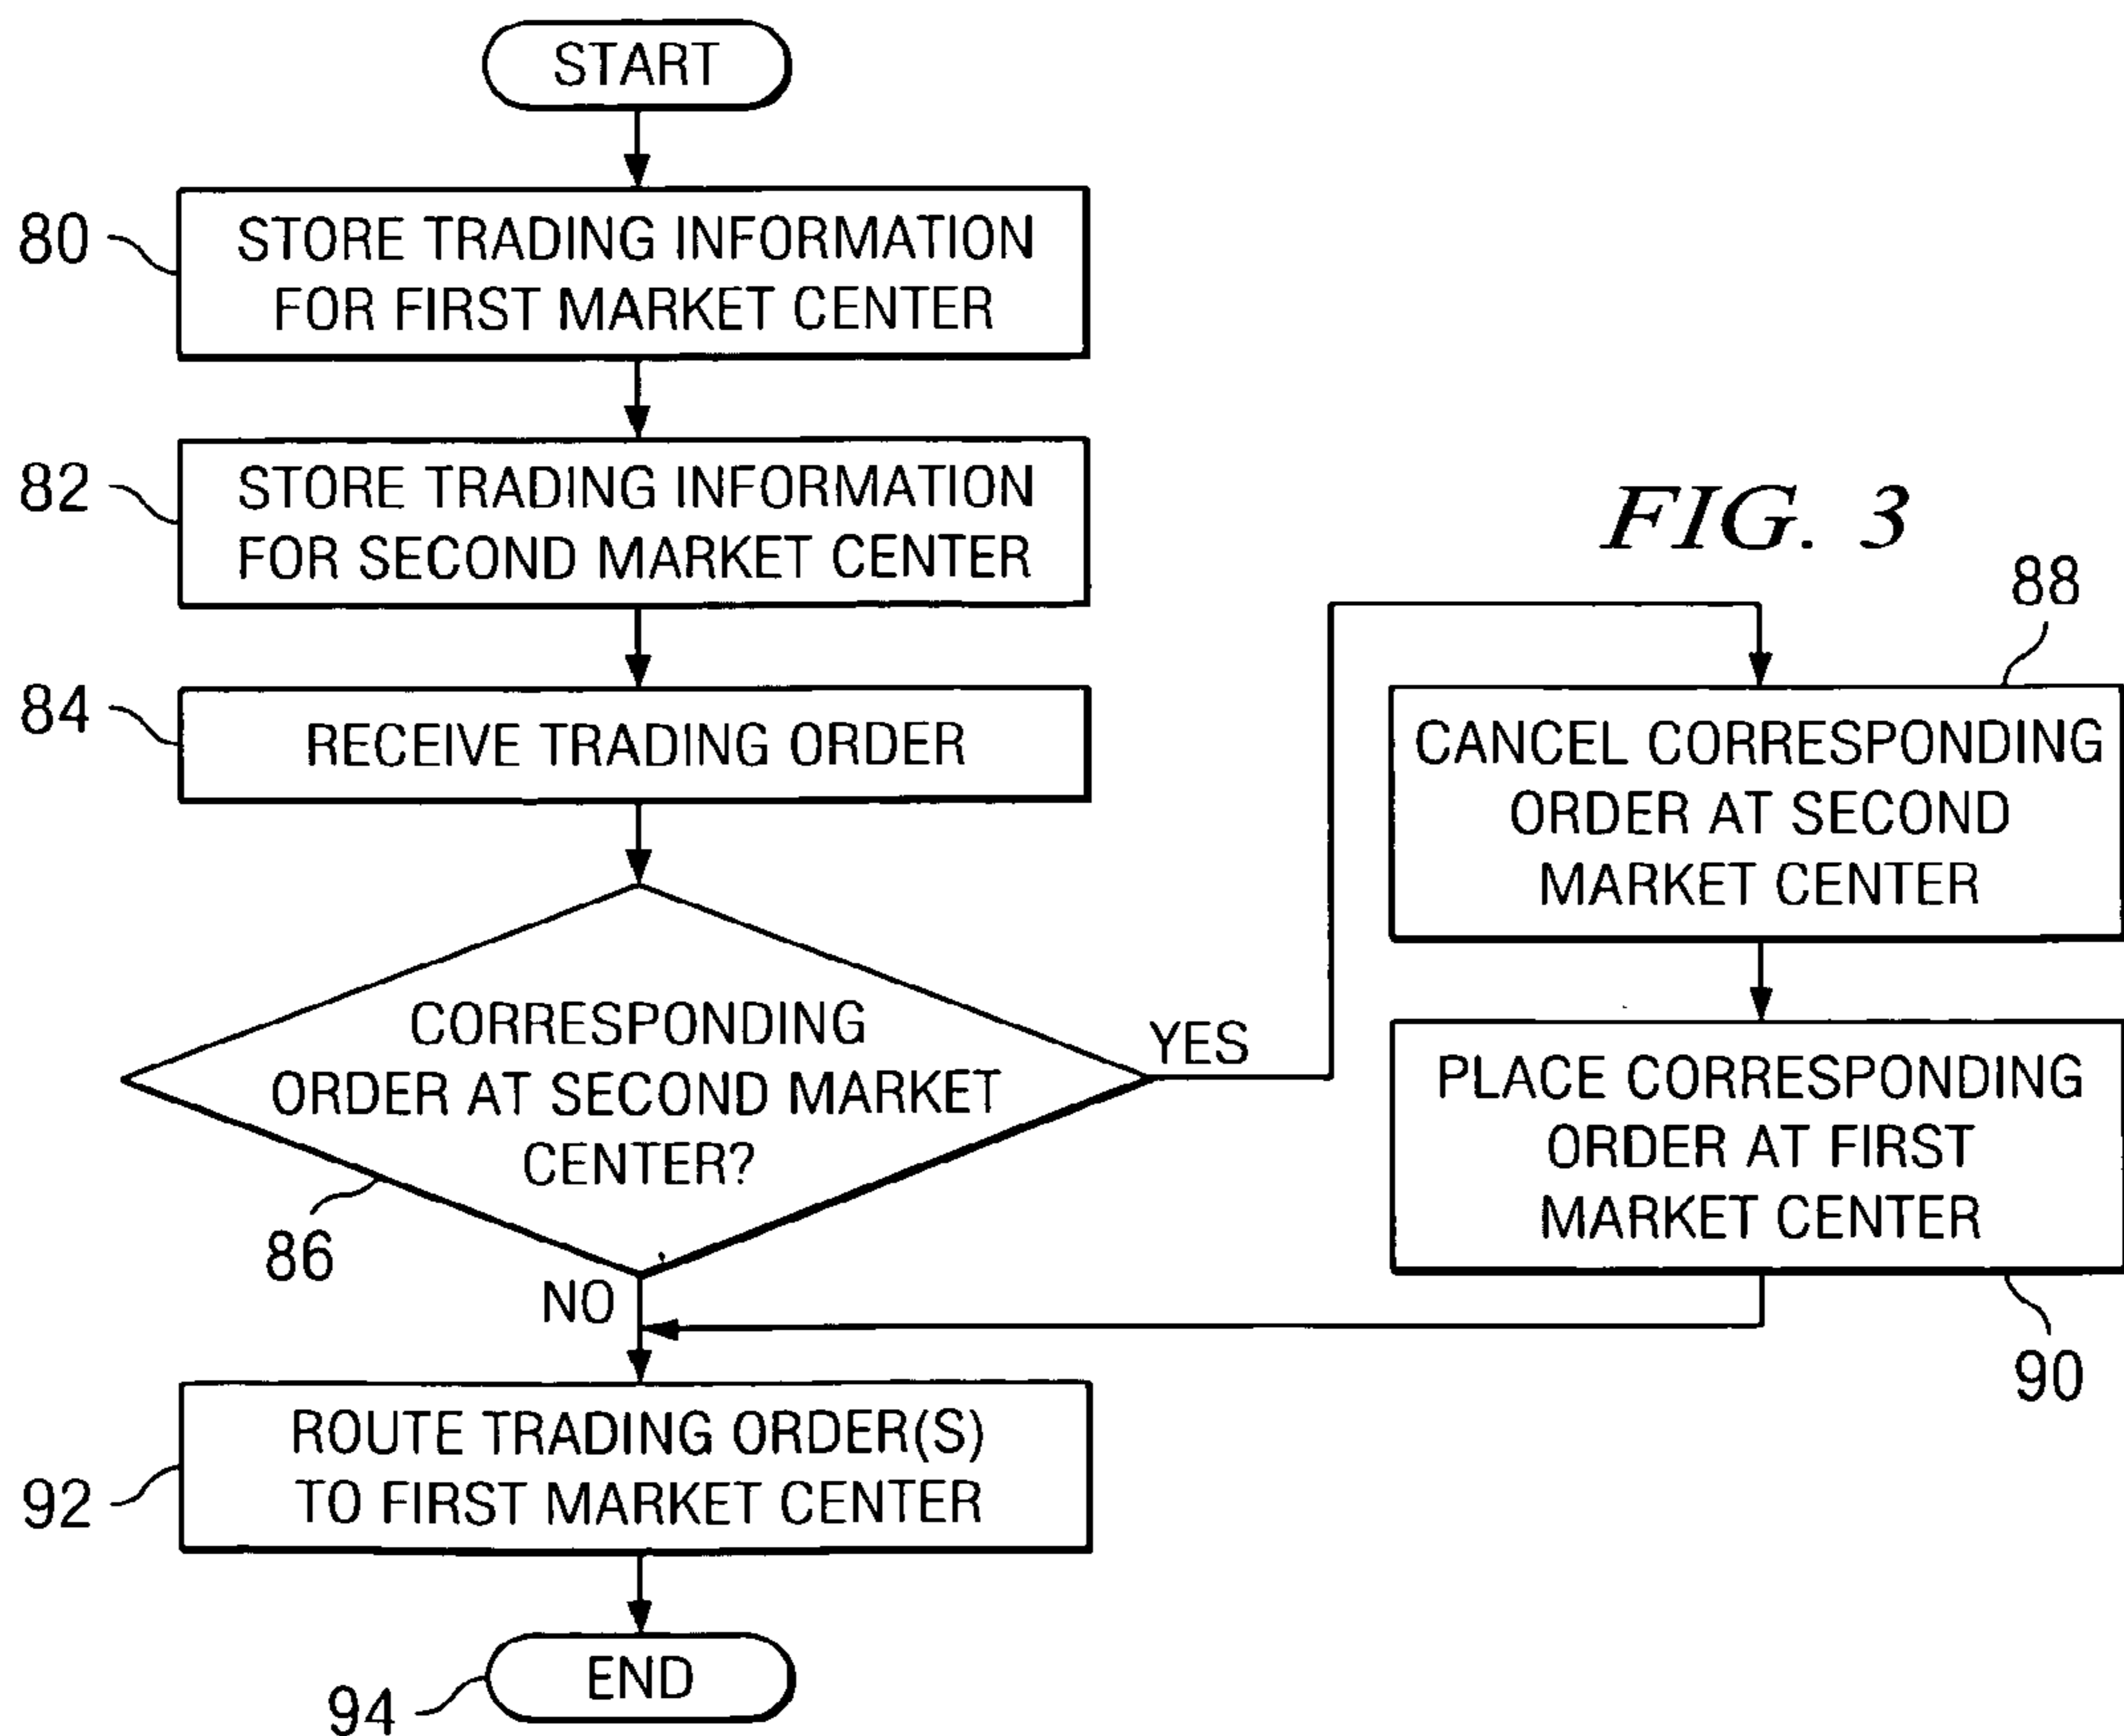 START
80
STORE TRADING INFORMATION
FOR FIRST MARKET CENTER
82
STORE TRADING INFORMATION
FOR SECOND MARKET CENTER
84
RECEIVE TRADING ORDER
CORRESPONDING
ORDER AT SECOND MARKET
CENTER?
86
YES
NO
FIG. 3
88
CANCEL CORRESPONDING
ORDER AT SECOND
MARKET CENTER
PLACE CORRESPONDING
ORDER AT FIRST
MARKET CENTER
90
92
ROUTE TRADING ORDER(S)
TO FIRST MARKET CENTER
END
94